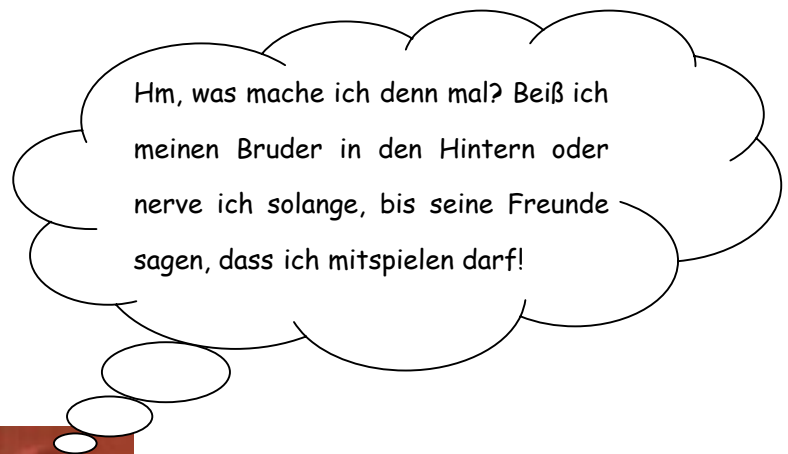 Hm, was mache ich denn mal? Beiß ich
meinen Bruder in den Hintern oder
nerve ich solange, bis seine Freunde
sagen, dass ich mitspielen darf!